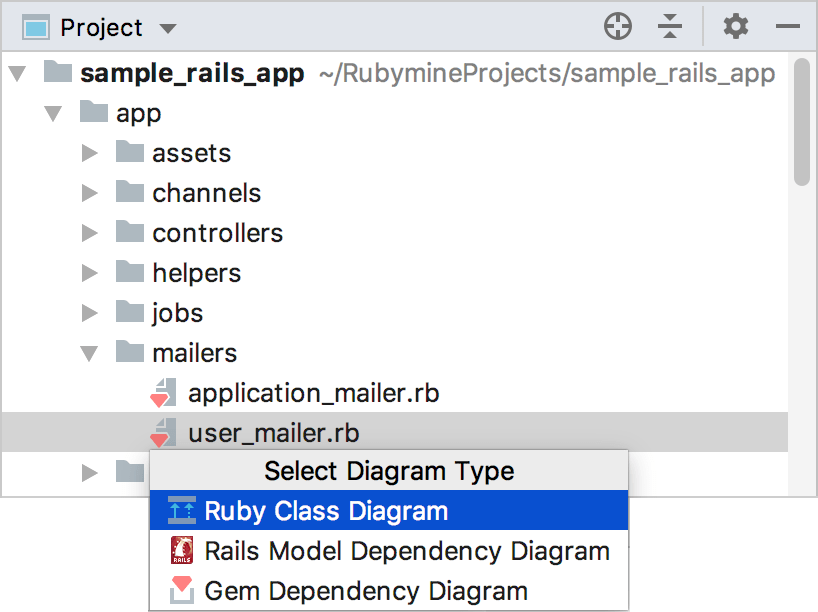 Project
sample_rails_app ~/RubymineProjects/sample_rails_app
app
assets
channels
controllers
helpers
jobs
mailers
application_mailer.rb
user_mailer.rb
Select Diagram Type
Ruby Class Diagram
RAILS Rails Model Dependency Diagram
Gem Dependency Diagram